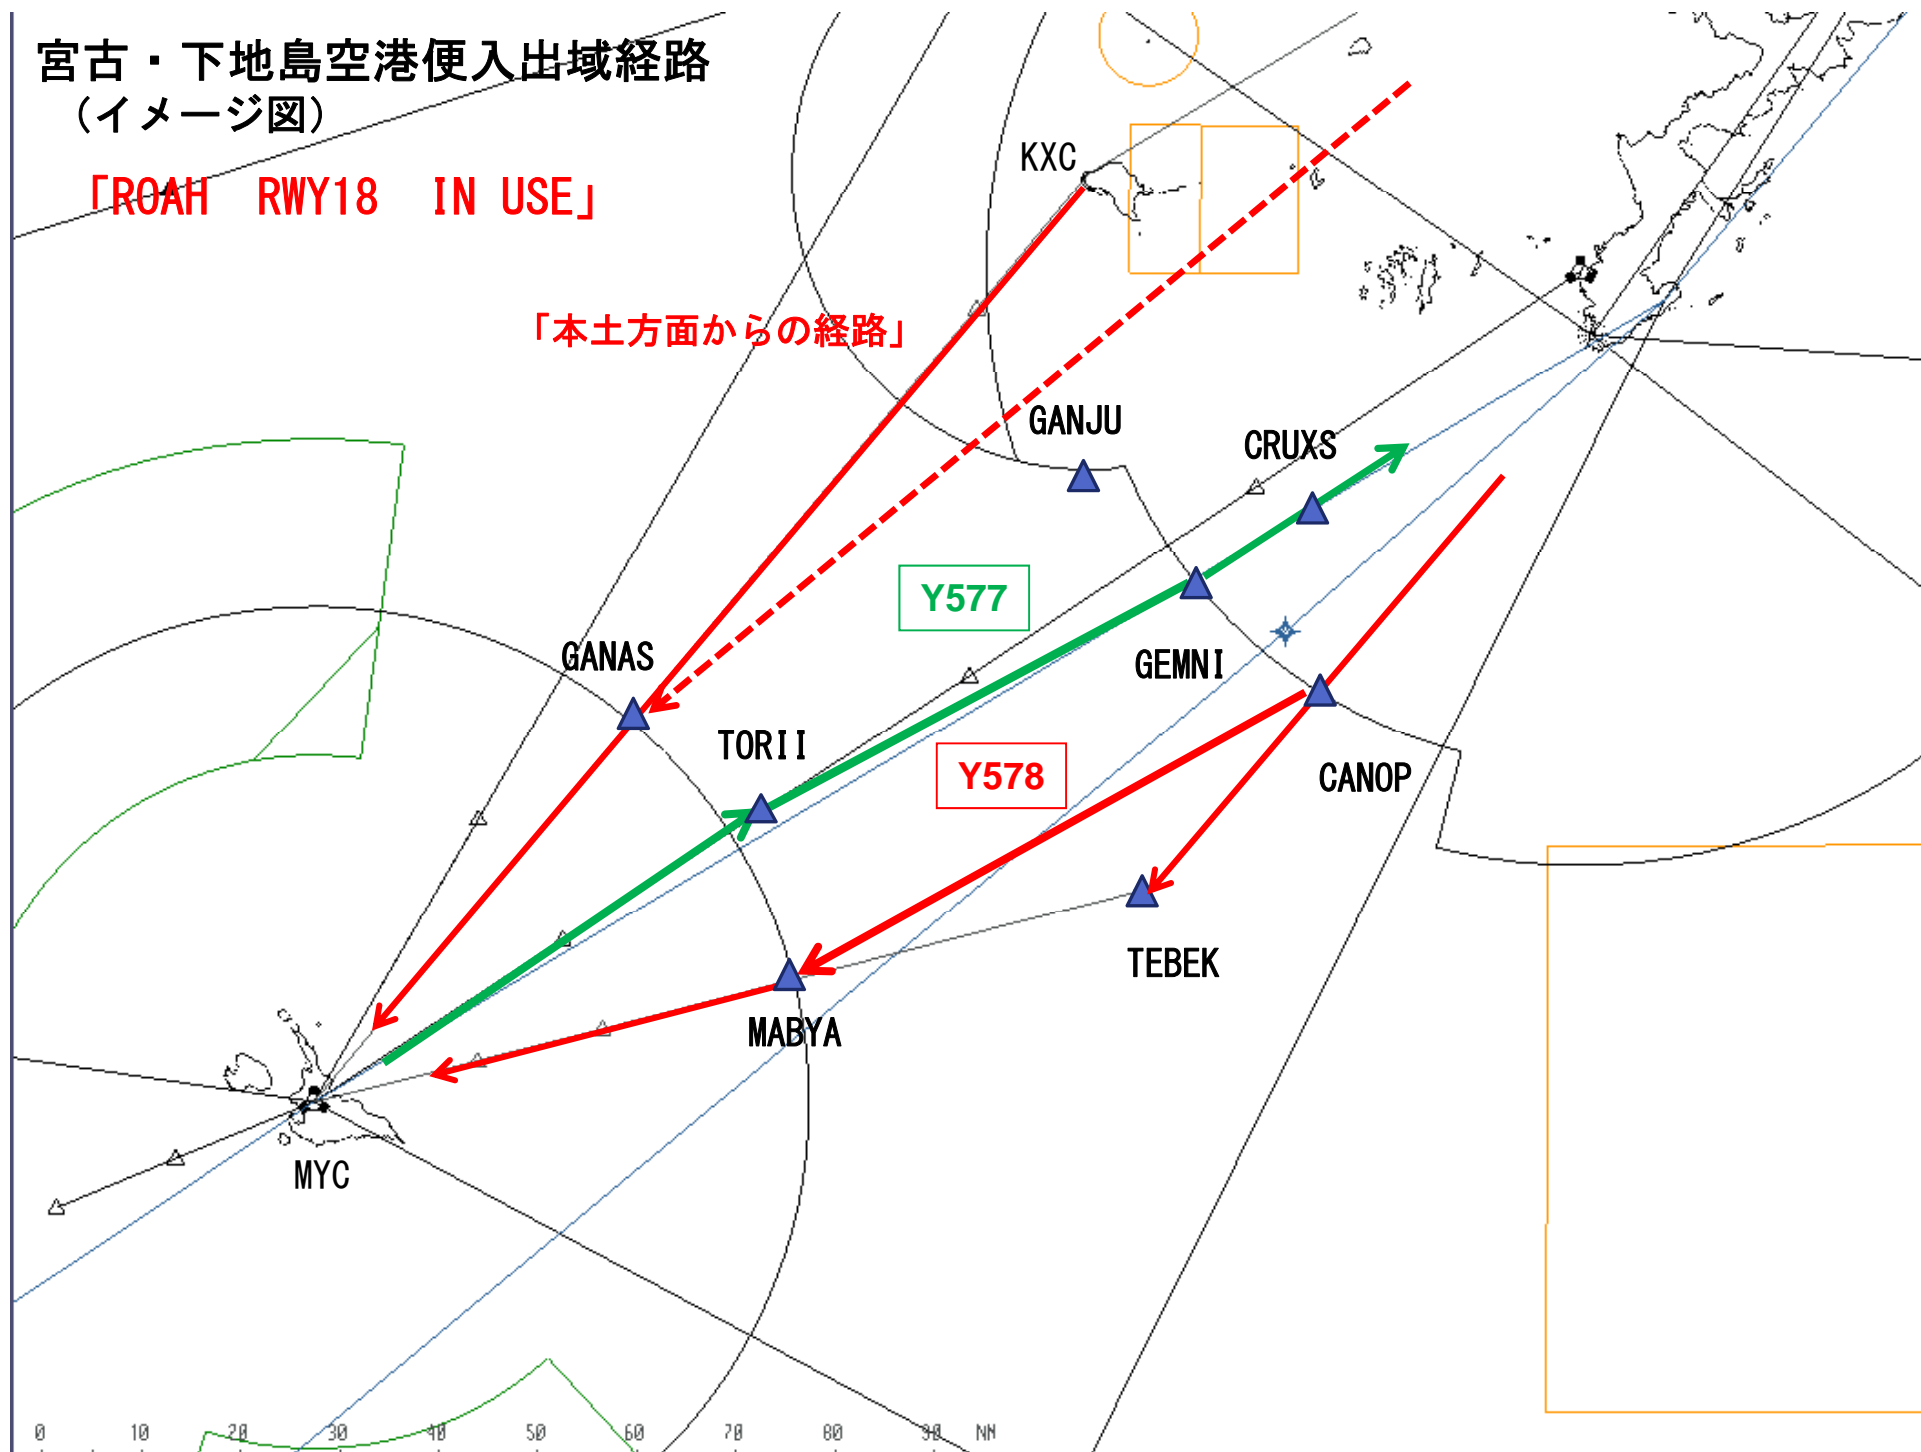 宮古・下地島空港便入出域経路
（イメージ図）
「ROAH RWY18 IN USE」
KXC
「本土方面からの経路」
GANJU
CRUXS
Y577
GANAS
GEMNI
TORII
Y578
CANOP
TEBEK
MABYA
MYC
0 10 20 30 40 50 60 70 80 90 NM